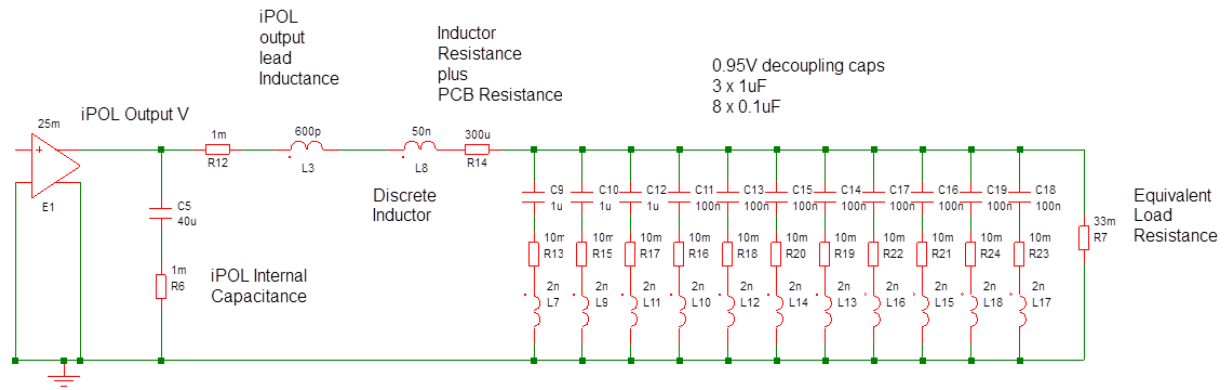 iPOL
output
lead
Inductance
Inductor
Resistance
plus
PCB Resistance
0.95V decoupling caps
3 x 1uF
8 x 0.1uF
iPOL Output V
25m
E1
1m
R12
600p
L3
50n
L8
300u
R14
Discrete
Inductor
C5
40u
1m
R6
iPOL Internal
Capacitance
C9
1u
C10
1u
C12
1u
C11
100n
C13
100n
C15
100n
C14
100n
C17
100n
C16
100n
C19
100n
C18
100n
10m
R13
10m
R15
10m
R17
10m
R16
10m
R18
10m
R20
10m
R19
10m
R22
10m
R21
10m
R24
10m
R23
2n
L7
2n
L9
2n
L11
2n
L10
2n
L12
2n
L14
2n
L13
2n
L16
2n
L15
2n
L18
2n
L17
33m
R7
Equivalent
Load
Resistance